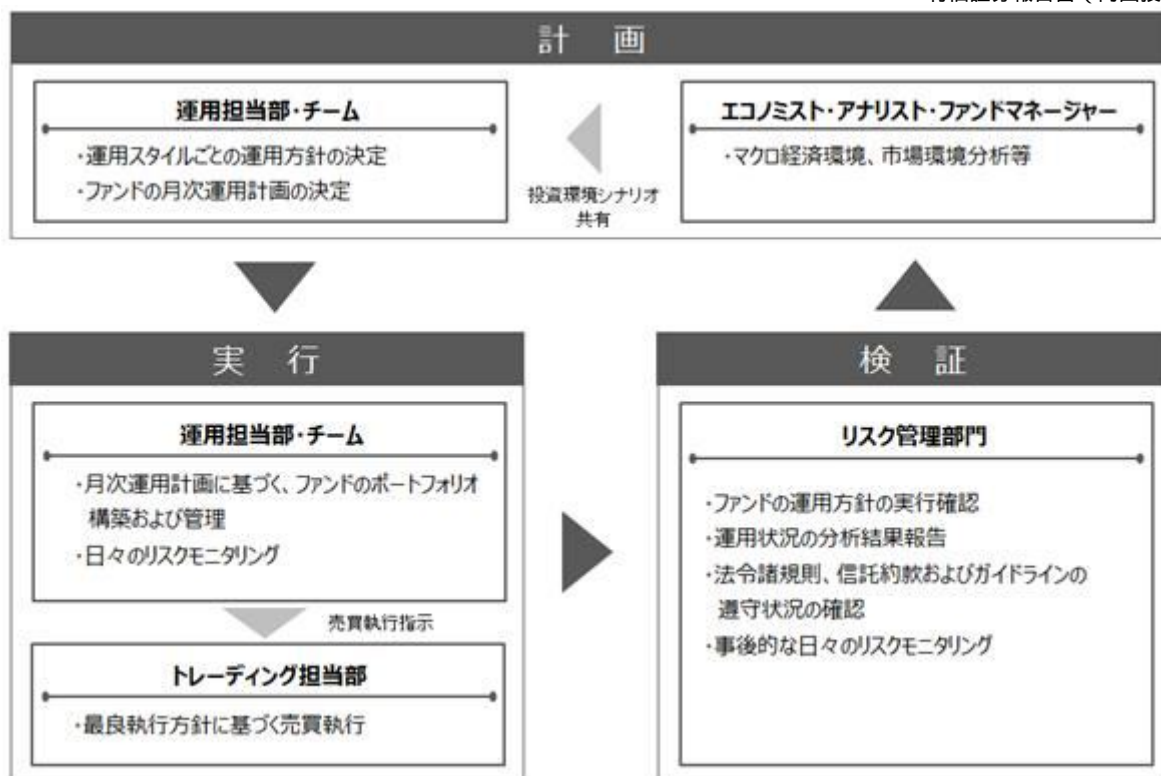 計 画
運用担当部・チーム
・運用スタイルごとの運用方針の決定
・ファンドの月次運用計画の決定
投資環境シナリオ
共有
エコノミスト・アナリスト・ファンドマネージャー
・マクロ経済環境、市場環境分析等
実 行
運用担当部・チーム
・月次運用計画に基づく、ファンドのポートフォリオ
構築および管理
・日々のリスクモニタリング
売買執行指示
トレーディング担当部
・最良執行方針に基づく売買執行
検 証
リスク管理部門
・ファンドの運用方針の実行確認
・運用状況の分析結果報告
・法令諸規則、信託約款およびガイドラインの
遵守状況の確認
・事後的な日々のリスクモニタリング